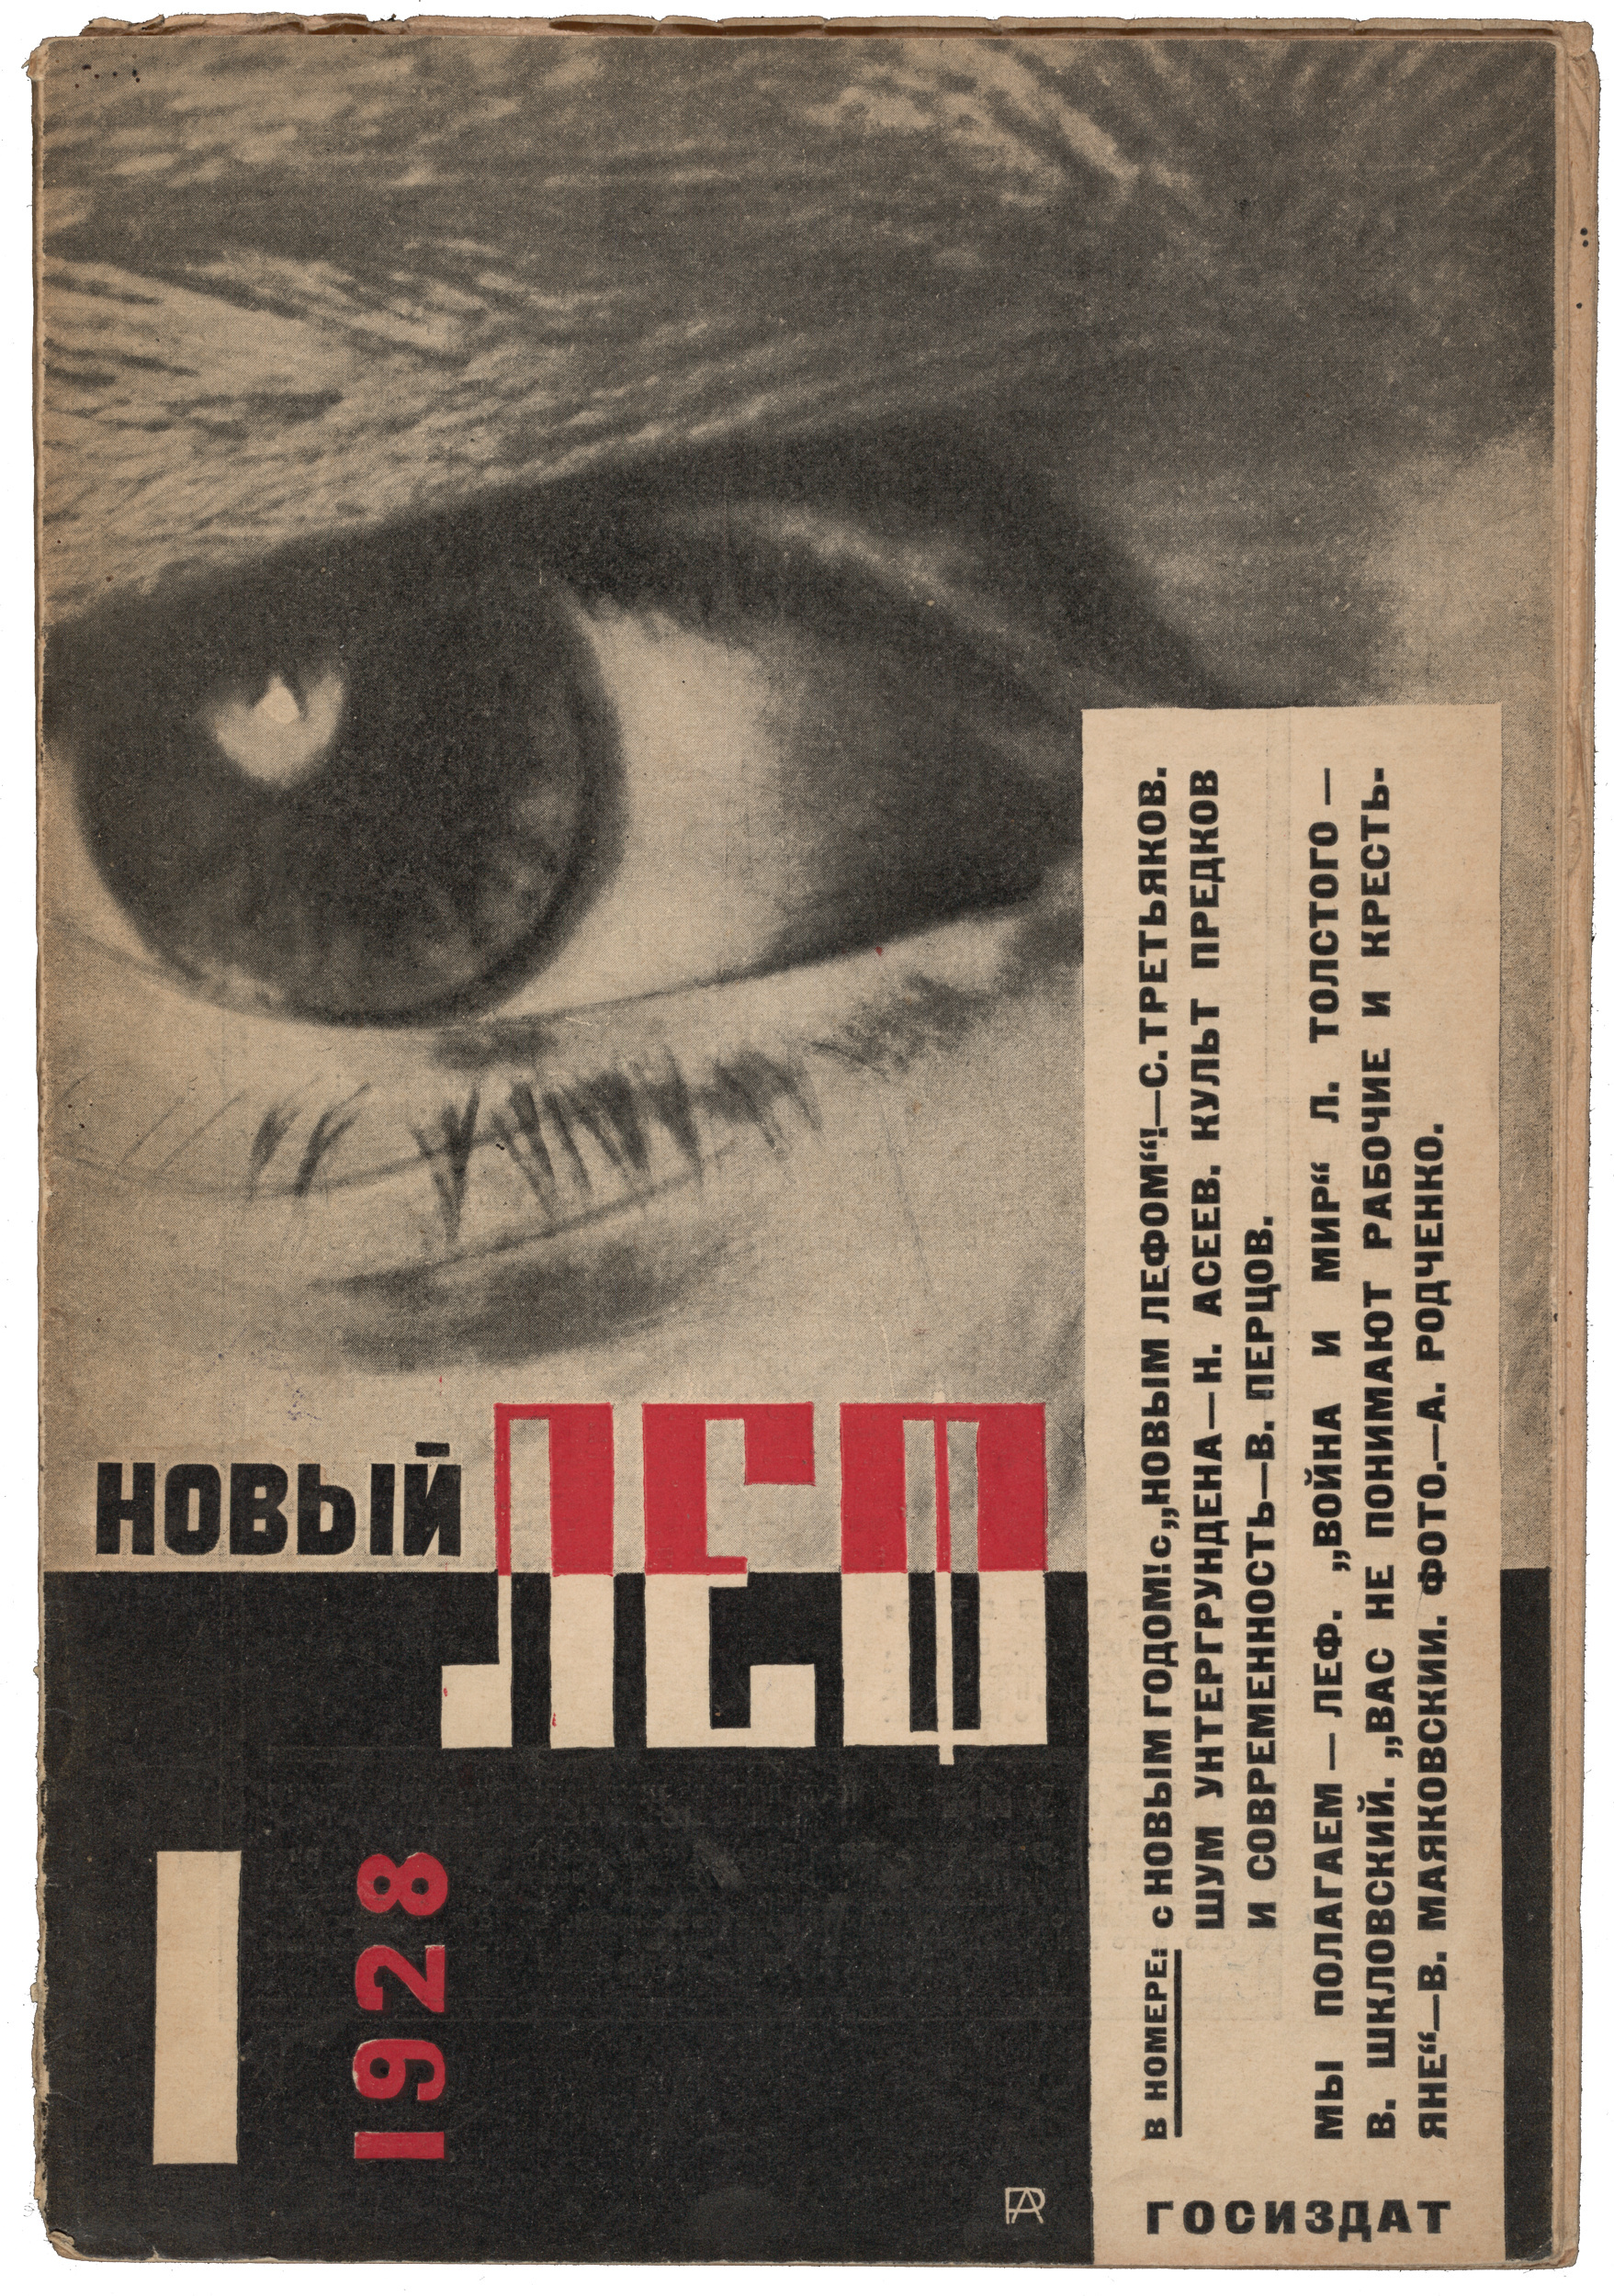 НОВЫЙ
ЛЕФ
1
1928
В НОМЕРЕ: с НОВЫМ ГОДОМ! с „НОВЫМ ЛЕФОМ“!—С. ТРЕТЬЯКОВ.
ШУМ УНТЕРГРУНДЕНА—Н. АСЕЕВ. КУЛЬТ ПРЕДКОВ
И СОВРЕМЕННОСТЬ—В. ПЕРЦОВ.
МЫ ПОЛАГАЕМ—ЛЕФ. „ВОЙНА И МИР“ Л. ТОЛСТОГО—
В. ШКЛОВСКИЙ. „ВАС НЕ ПОНИМАЮТ РАБОЧИЕ И КРЕСТЬ-
ЯНЕ“—В. МАЯКОВСКИЙ. ФОТО.—А. РОДЧЕНКО.
ГОСИЗДАТ